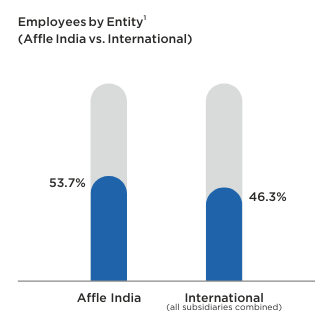 Employees by Entity¹
(Affle India vs. International)
53.7%
46.3%
Affle India
International
(all subsidiaries combined)